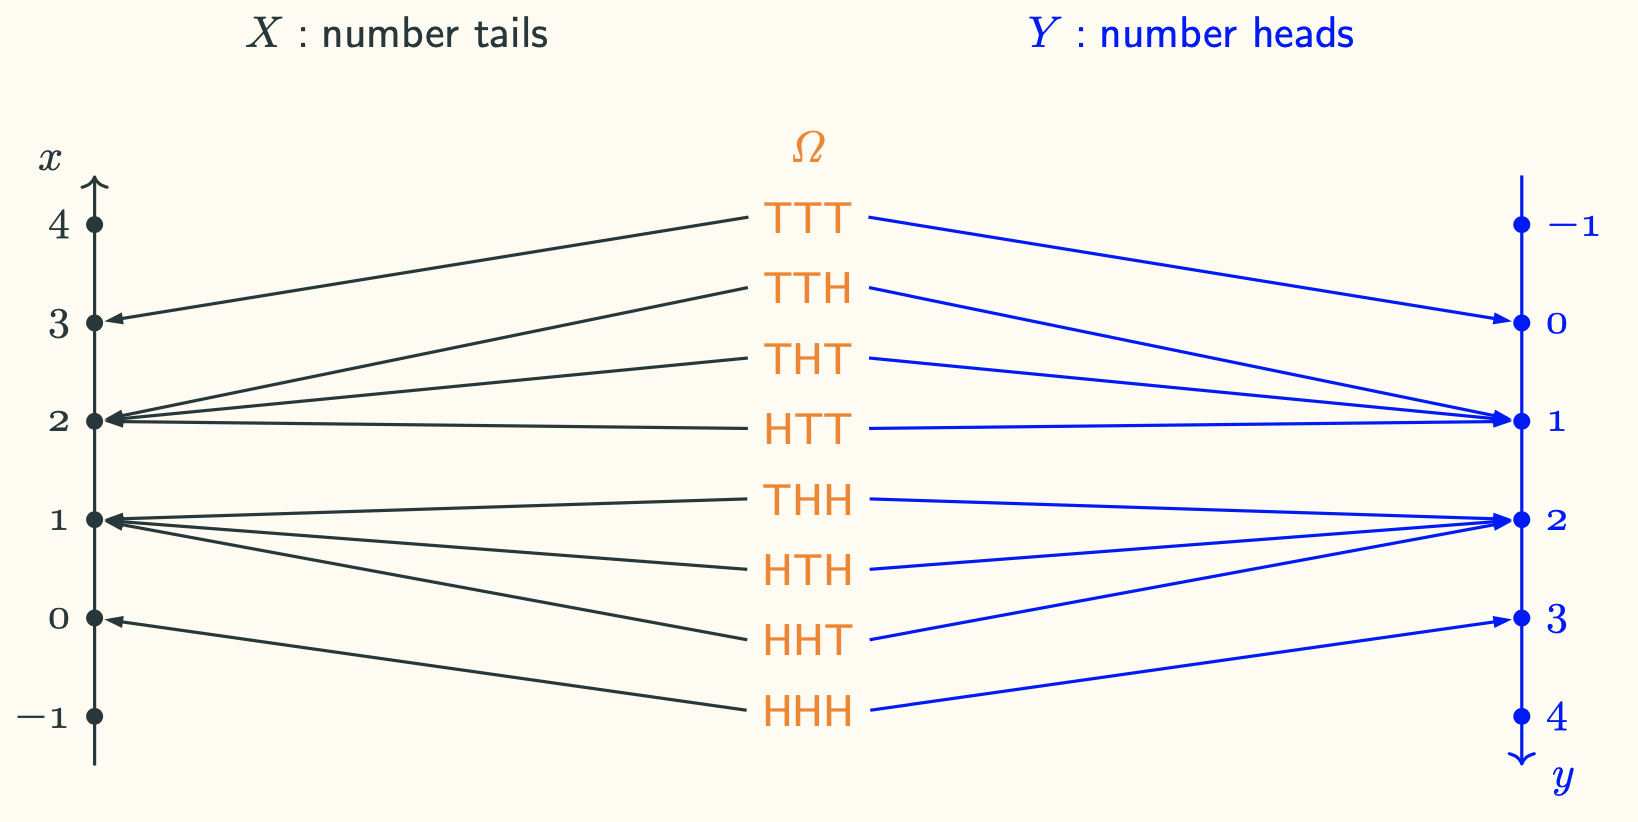 X : number tails
Y : number heads
Ω
x
4
3
2
1
0
−1
TTT
TTH
THT
HTT
THH
HTH
HHT
HHH
−1
0
1
2
3
4
y